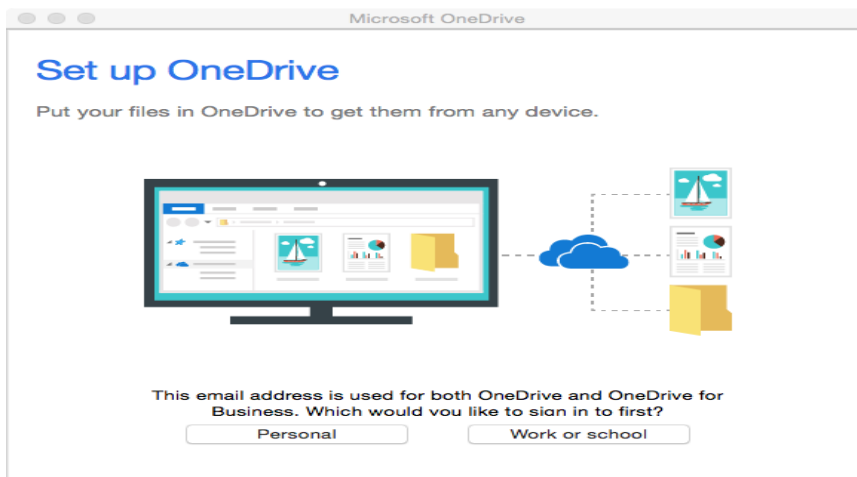 Microsoft OneDrive
Set up OneDrive
Put your files in OneDrive to get them from any device.
This email address is used for both OneDrive and OneDrive for
Business. Which would you like to sign in to first?
Personal
Work or school